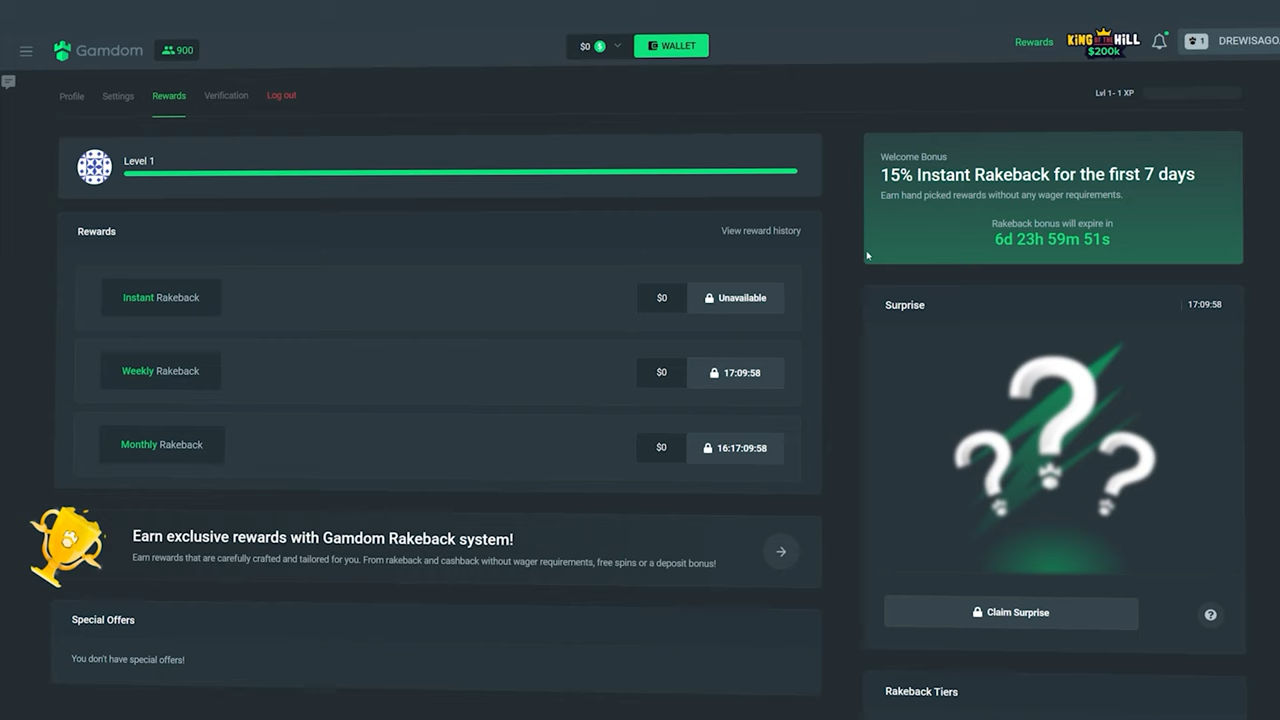 Gamdom
900
$0
WALLET
Rewards
KING OF THE HILL
$200k
1
DREWISAGO
Profile
Settings
Rewards
Verification
Log out
Lvl 1- 1 XP
Level 1
Rewards
View reward history
Instant Rakeback
$0
Unavailable
Weekly Rakeback
$0
17:09:58
Monthly Rakeback
$0
16:17:09:58
Earn exclusive rewards with Gamdom Rakeback system!
Earn rewards that are carefully crafted and tailored for you. From rakeback and cashback without wager requirements, free spins or a deposit bonus!
Special Offers
You don't have special offers!
Welcome Bonus
15% Instant Rakeback for the first 7 days
Earn hand picked rewards without any wager requirements.
Rakeback bonus will expire in
6d 23h 59m 51s
Surprise
17:09:58
???
Claim Surprise
?
Rakeback Tiers